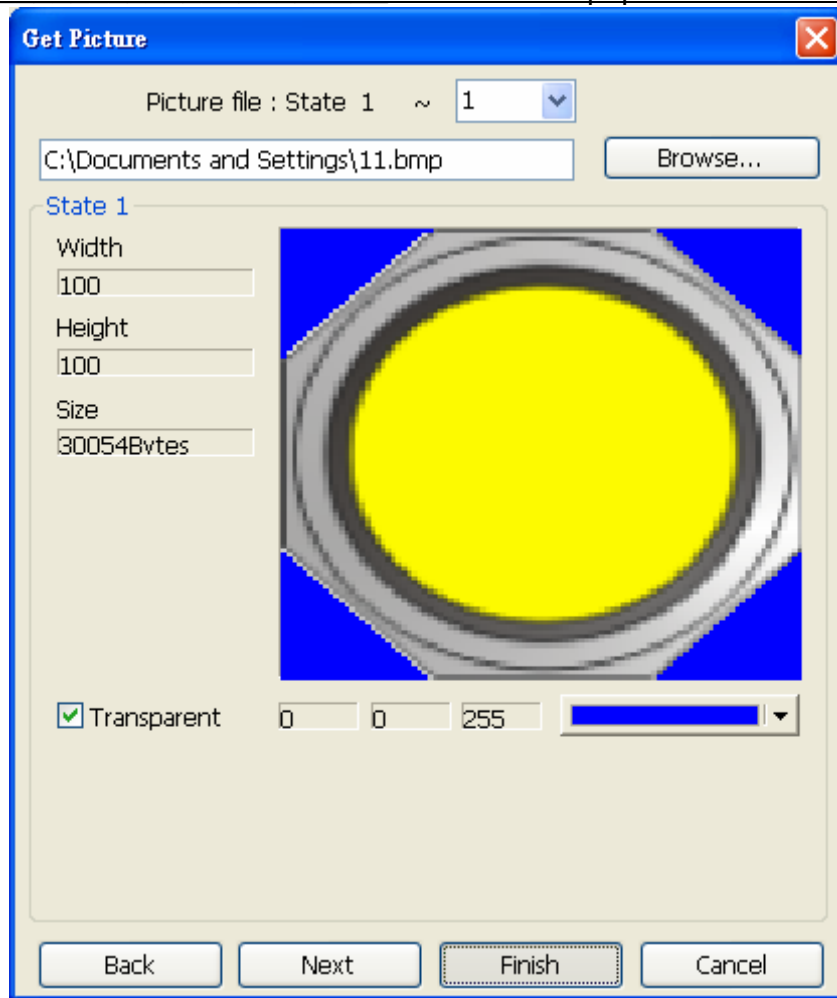 Get Picture
Picture file : State 1 ~ 1
C:\Documents and Settings\11.bmp Browse...
State 1
Width
100
Height
100
Size
30054Bytes
Transparent 0 0 255
Back Next Finish Cancel